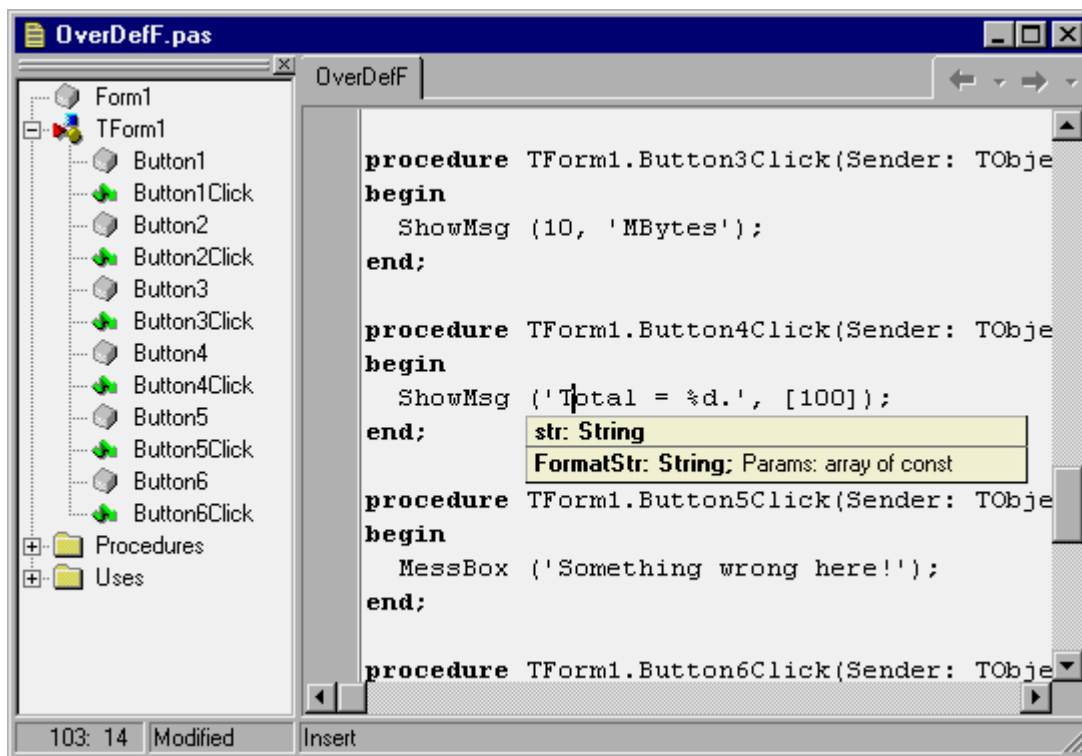 OverDefF.pas
Form1
TForm1
Button1
Button1Click
Button2
Button2Click
Button3
Button3Click
Button4
Button4Click
Button5
Button5Click
Button6
Button6Click
Procedures
Uses
OverDefF
procedure TForm1.Button3Click(Sender: TObje
begin
ShowMsg (10, 'MBytes');
end;
procedure TForm1.Button4Click(Sender: TObje
begin
ShowMsg ('Total = %d.', [100]);
end;
str: String
FormatStr: String; Params: array of const
procedure TForm1.Button5Click(Sender: TObje
begin
MessBox ('Something wrong here!');
end;
procedure TForm1.Button6Click(Sender: TObje
103: 14 Modified Insert